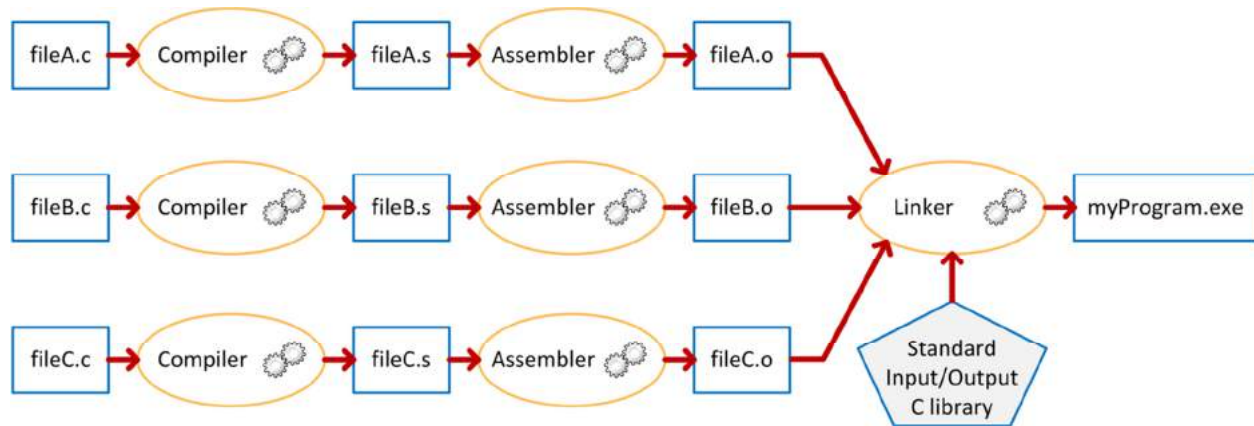 fileA.c Compiler fileA.s Assembler fileA.o
fileB.c Compiler fileB.s Assembler fileB.o Linker myProgram.exe
fileC.c Compiler fileC.s Assembler fileC.o
Standard
Input/Output
C library